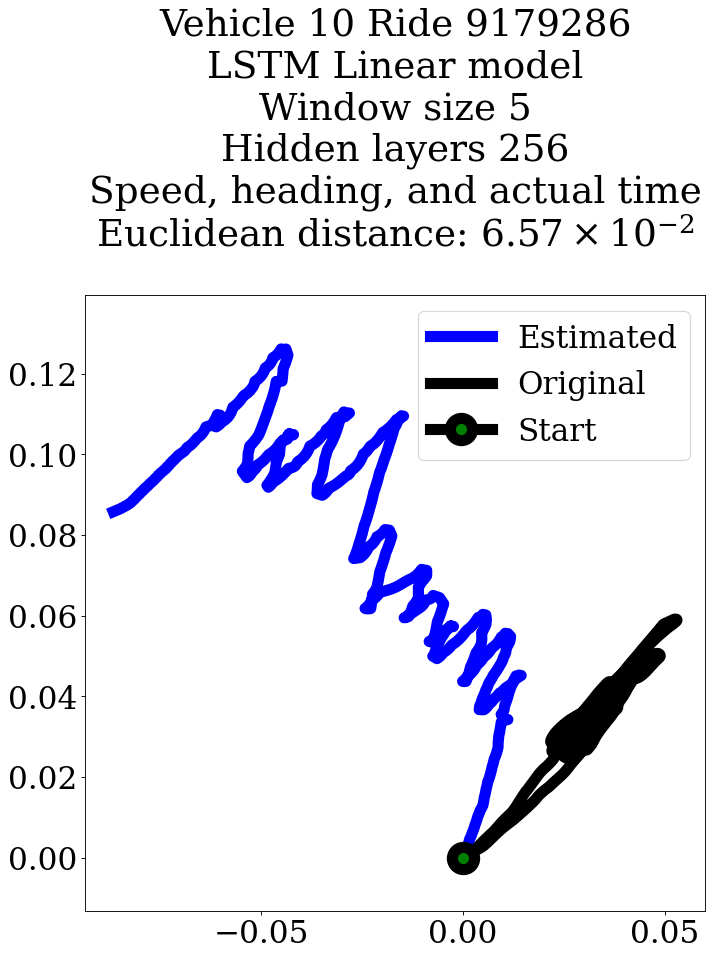 Vehicle 10 Ride 9179286
LSTM Linear model
Window size 5
Hidden layers 256
Speed, heading, and actual time
Euclidean distance: 6.57 × 10⁻²
Estimated
Original
Start
0.12
0.10
0.08
0.06
0.04
0.02
0.00
−0.05
0.00
0.05